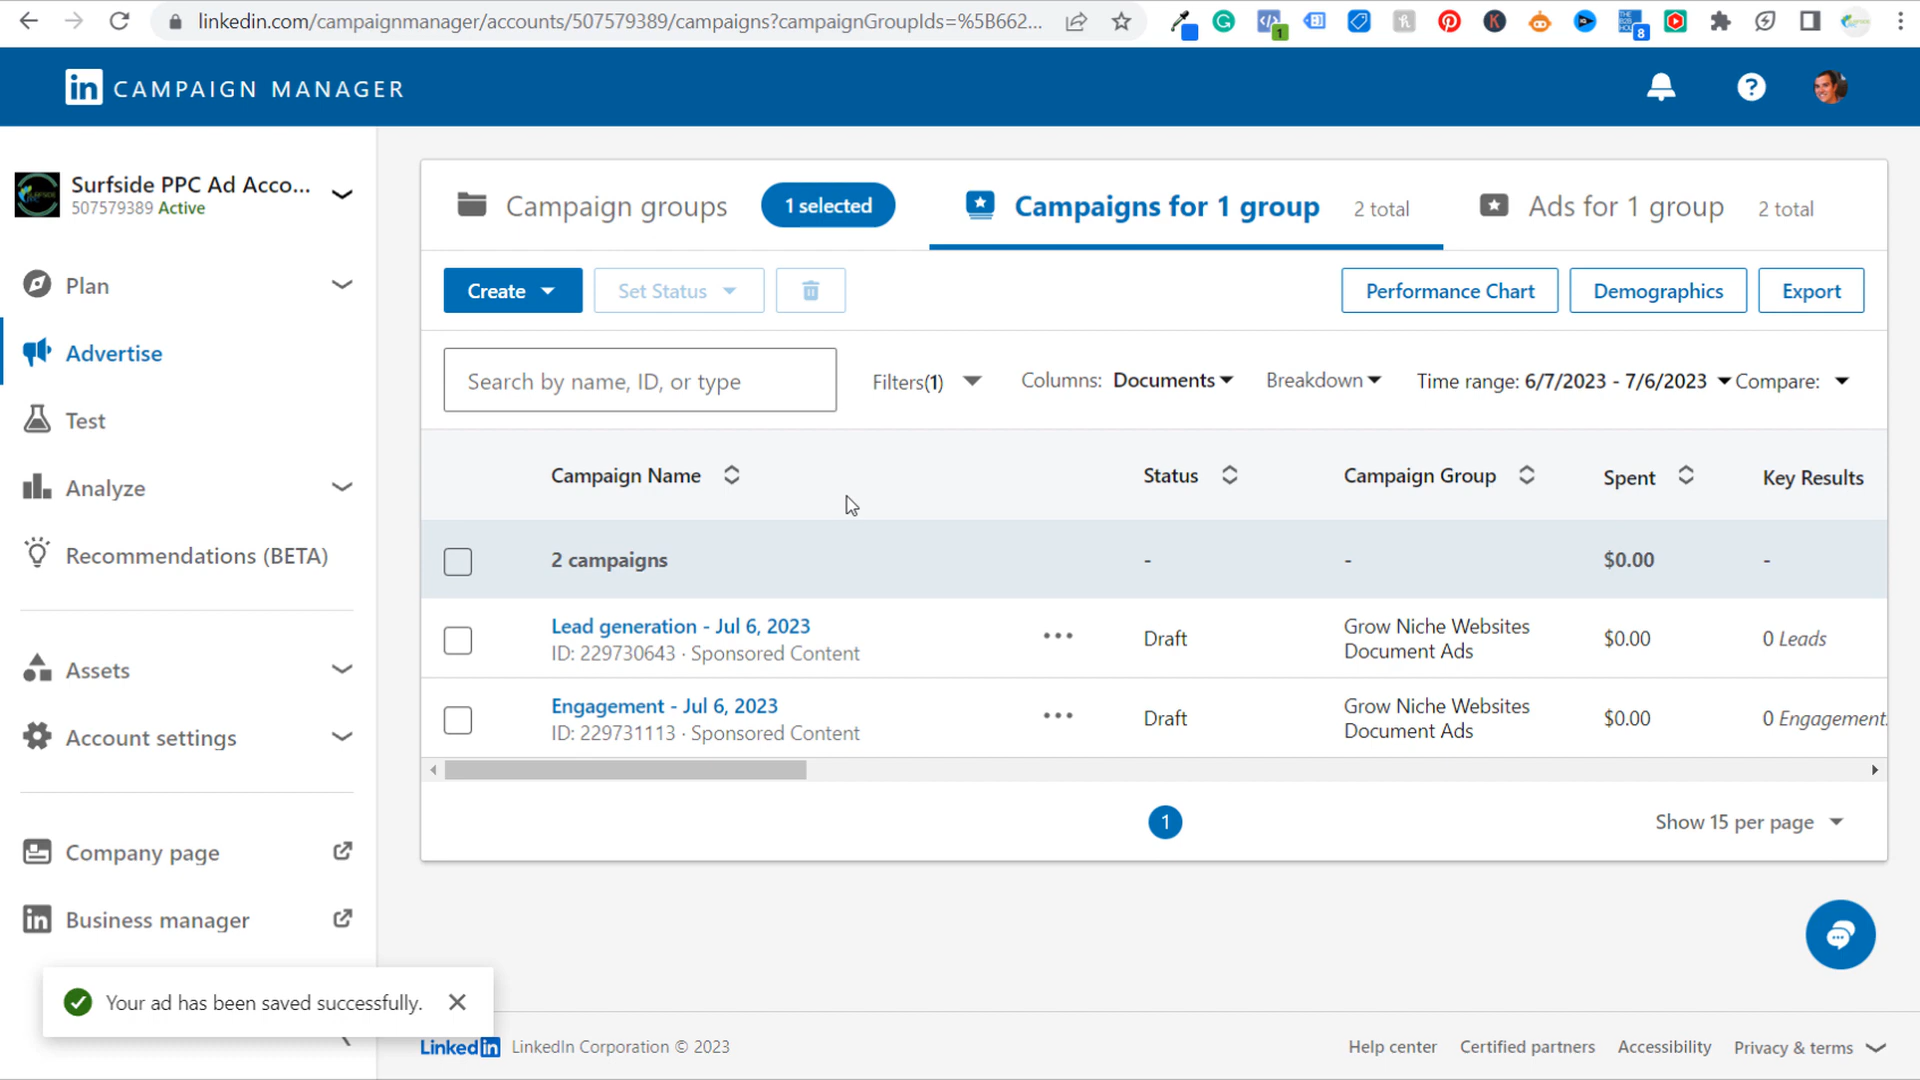 linkedin.com/campaignmanager/accounts/507579389/campaigns?campaignGroupIds=%5B662...
1
8
in CAMPAIGN MANAGER
?
Surfside PPC Ad Acco...
507579389 Active
Plan
Advertise
Test
Analyze
Recommendations (BETA)
Assets
Account settings
Company page
Business manager
Campaign groups 1 selected Campaigns for 1 group 2 total Ads for 1 group 2 total
Create Set Status Performance Chart Demographics Export
Search by name, ID, or type Filters(1) Columns: Documents Breakdown Time range: 6/7/2023 - 7/6/2023 Compare:
Campaign Name Status Campaign Group Spent Key Results
2 campaigns - - $0.00 -
Lead generation - Jul 6, 2023
ID: 229730643 · Sponsored Content
Draft
Grow Niche Websites
Document Ads
$0.00
0 Leads
Engagement - Jul 6, 2023
ID: 229731113 · Sponsored Content
Draft
Grow Niche Websites
Document Ads
$0.00
0 Engagement
1
Show 15 per page
Your ad has been saved successfully.
LinkedIn LinkedIn Corporation © 2023
Help center Certified partners Accessibility Privacy & terms